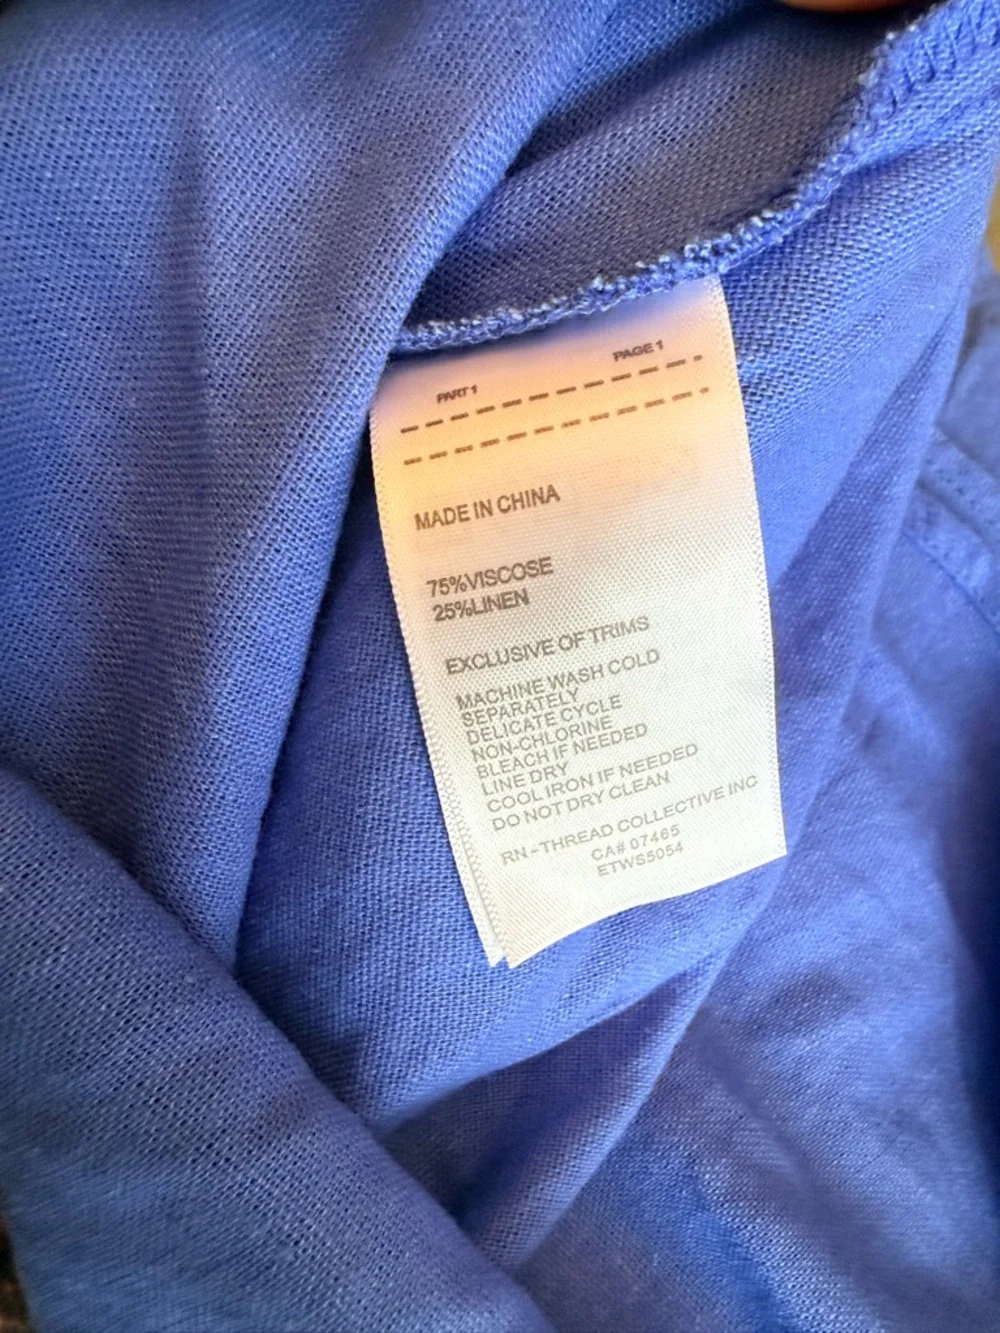 PART 1 PAGE 1
MADE IN CHINA
75%VISCOSE
25%LINEN
EXCLUSIVE OF TRIMS
MACHINE WASH COLD
SEPARATELY
DELICATE CYCLE
NON-CHLORINE
BLEACH IF NEEDED
LINE DRY
COOL IRON IF NEEDED
DO NOT DRY CLEAN
RN-THREAD COLLECTIVE INC
CA# 07465
ETWS5054